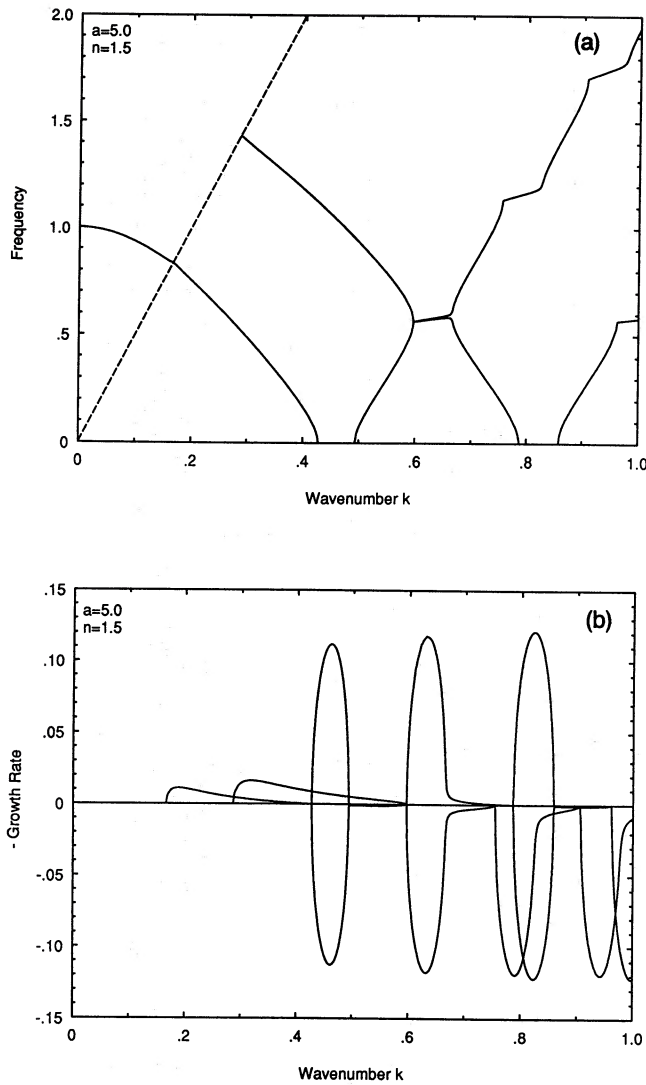 2.0
a=5.0
n=1.5
(a)
1.5
1.0
.5
0
Frequency
0
.2
.4
.6
.8
1.0
Wavenumber k
.15
a=5.0
n=1.5
(b)
.10
.05
0
-.05
-.10
-.15
- Growth Rate
0
.2
.4
.6
.8
1.0
Wavenumber k